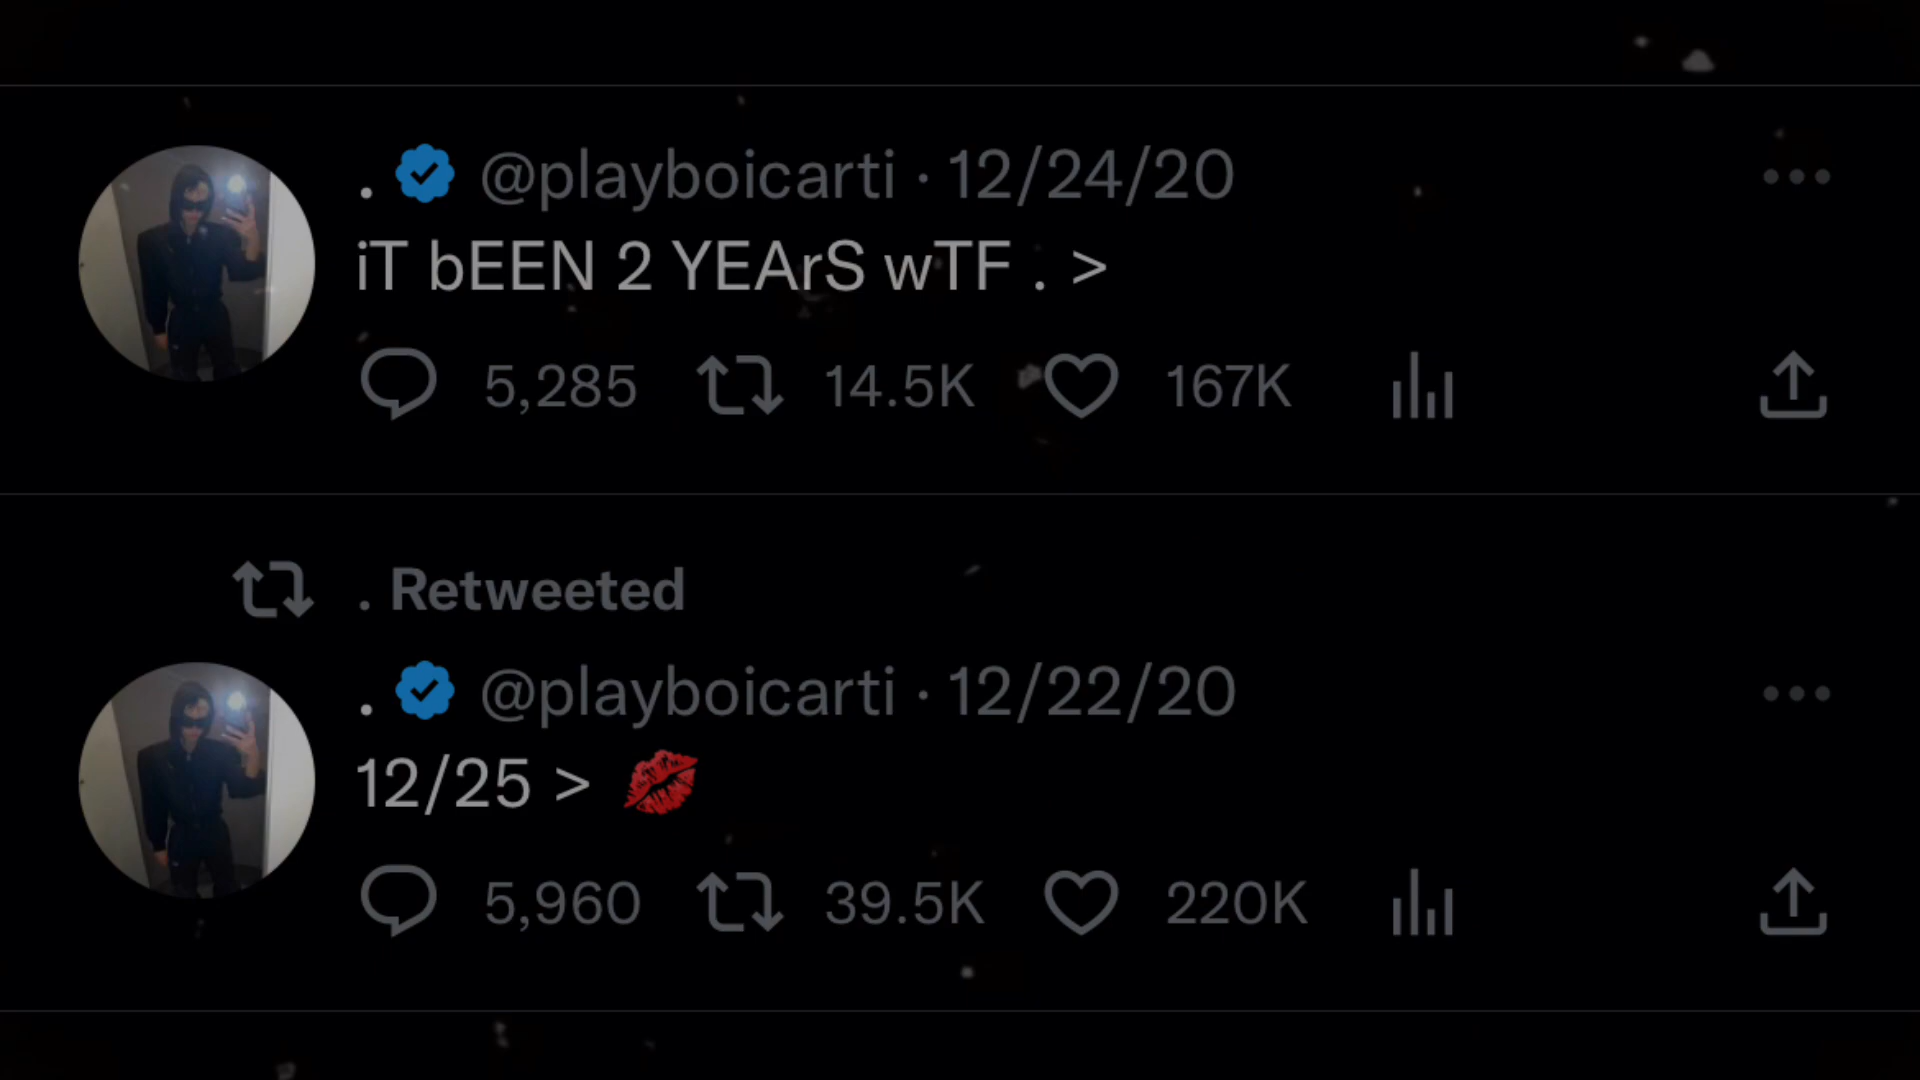 . @playboicarti · 12/24/20
iT bEEN 2 YEArS wTF . >
5,285 14.5K 167K
. Retweeted
. @playboicarti · 12/22/20
12/25 > 💋
5,960 39.5K 220K